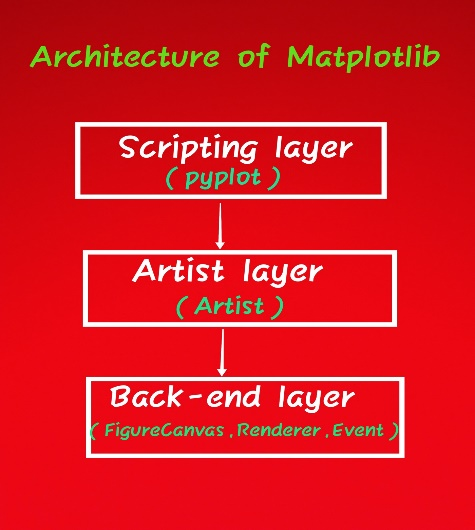 Architecture of Matplotlib
Scripting layer
( pyplot )
Artist layer
( Artist )
Back-end layer
( FigureCanvas , Renderer , Event )